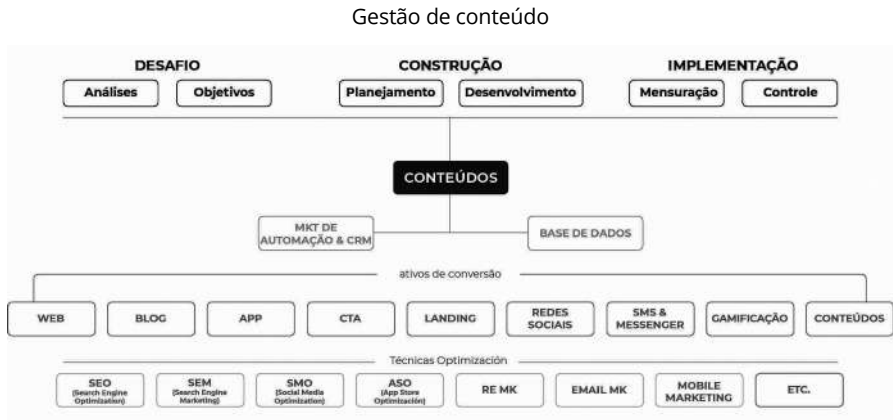 Gestão de conteúdo
DESAFIO CONSTRUÇÃO IMPLEMENTAÇÃO
Análises Objetivos Planejamento Desenvolvimento Mensuração Controle
CONTEÚDOS
MKT DE
AUTOMAÇÃO & CRM
BASE DE DADOS
ativos de conversão
WEB
BLOG
APP
CTA
LANDING
REDES
SOCIAIS
SMS &
MESSENGER
GAMIFICAÇÃO
CONTEÚDOS
Técnicas Optimización
SEO
(Search Engine
Optimization)
SEM
(Search Engine
Marketing)
SMO
(Social Media
Optimization)
ASO
(App Store
Optimización)
RE MK
EMAIL MK
MOBILE
MARKETING
ETC.